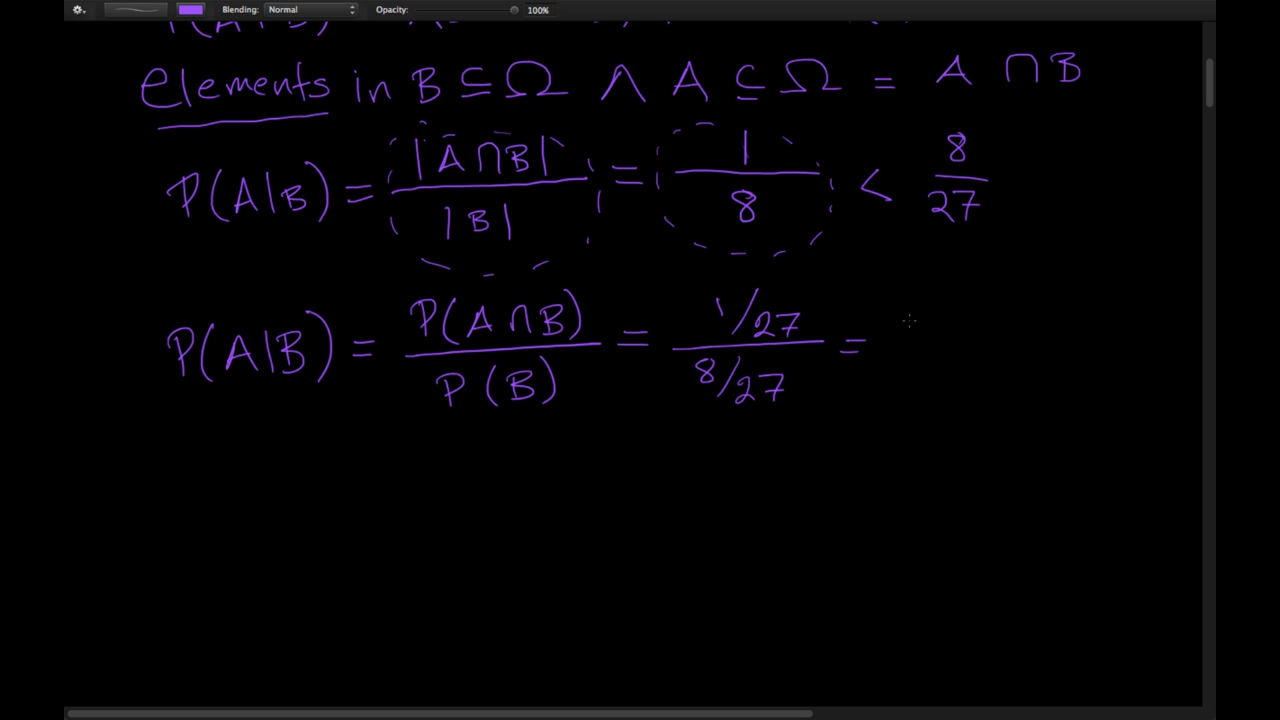 Blending: Normal Opacity: 100%
P(A|B)
Elements in B ⊆ Ω ∧ A ⊆ Ω = A ∩ B
P(A|B) = |A∩B| / |B| = 1 / 8 < 8 / 27
P(A|B) = P(A∩B) / P(B) = 1/27 / 8/27 =